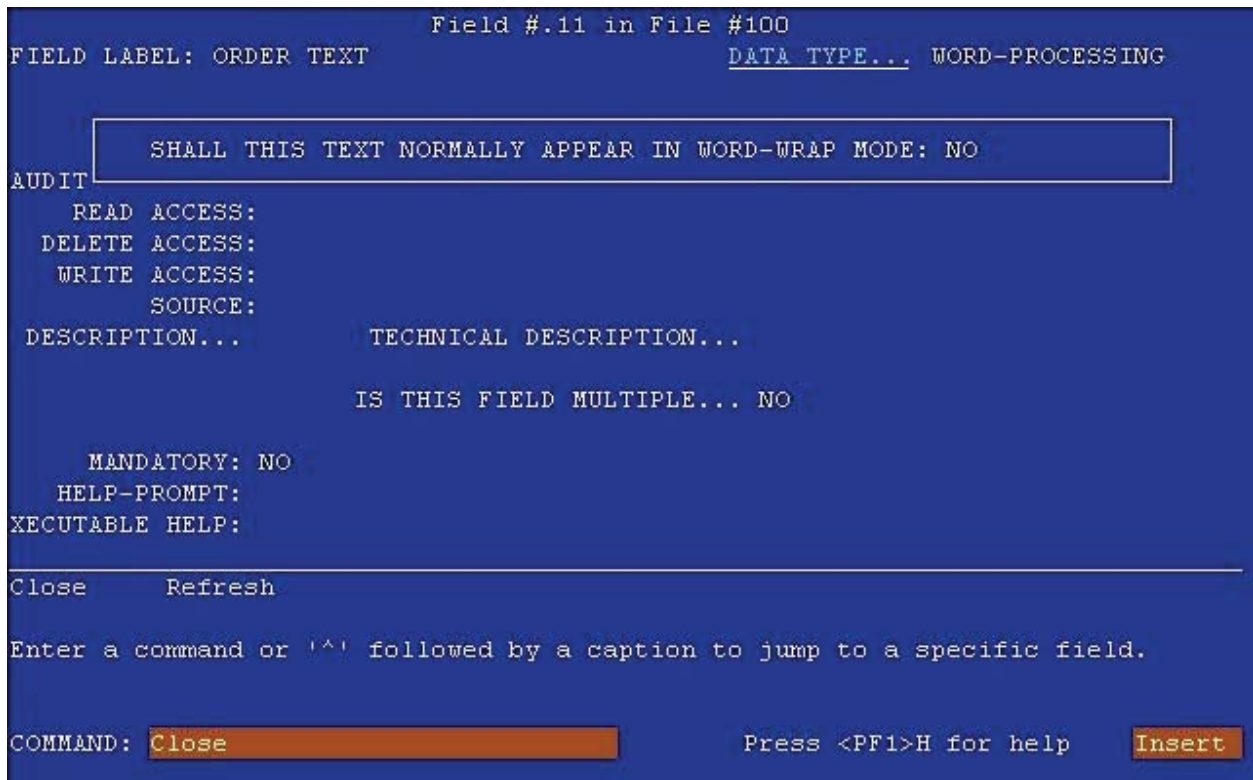 Field #.11 in File #100
FIELD LABEL: ORDER TEXT DATA TYPE... WORD-PROCESSING
SHALL THIS TEXT NORMALLY APPEAR IN WORD-WRAP MODE: NO
AUDIT
READ ACCESS:
DELETE ACCESS:
WRITE ACCESS:
SOURCE:
DESCRIPTION... TECHNICAL DESCRIPTION...
IS THIS FIELD MULTIPLE... NO
MANDATORY: NO
HELP-PROMPT:
XECUTABLE HELP:
Close Refresh
Enter a command or '^' followed by a caption to jump to a specific field.
COMMAND: Close Press <PF1>H for help Insert